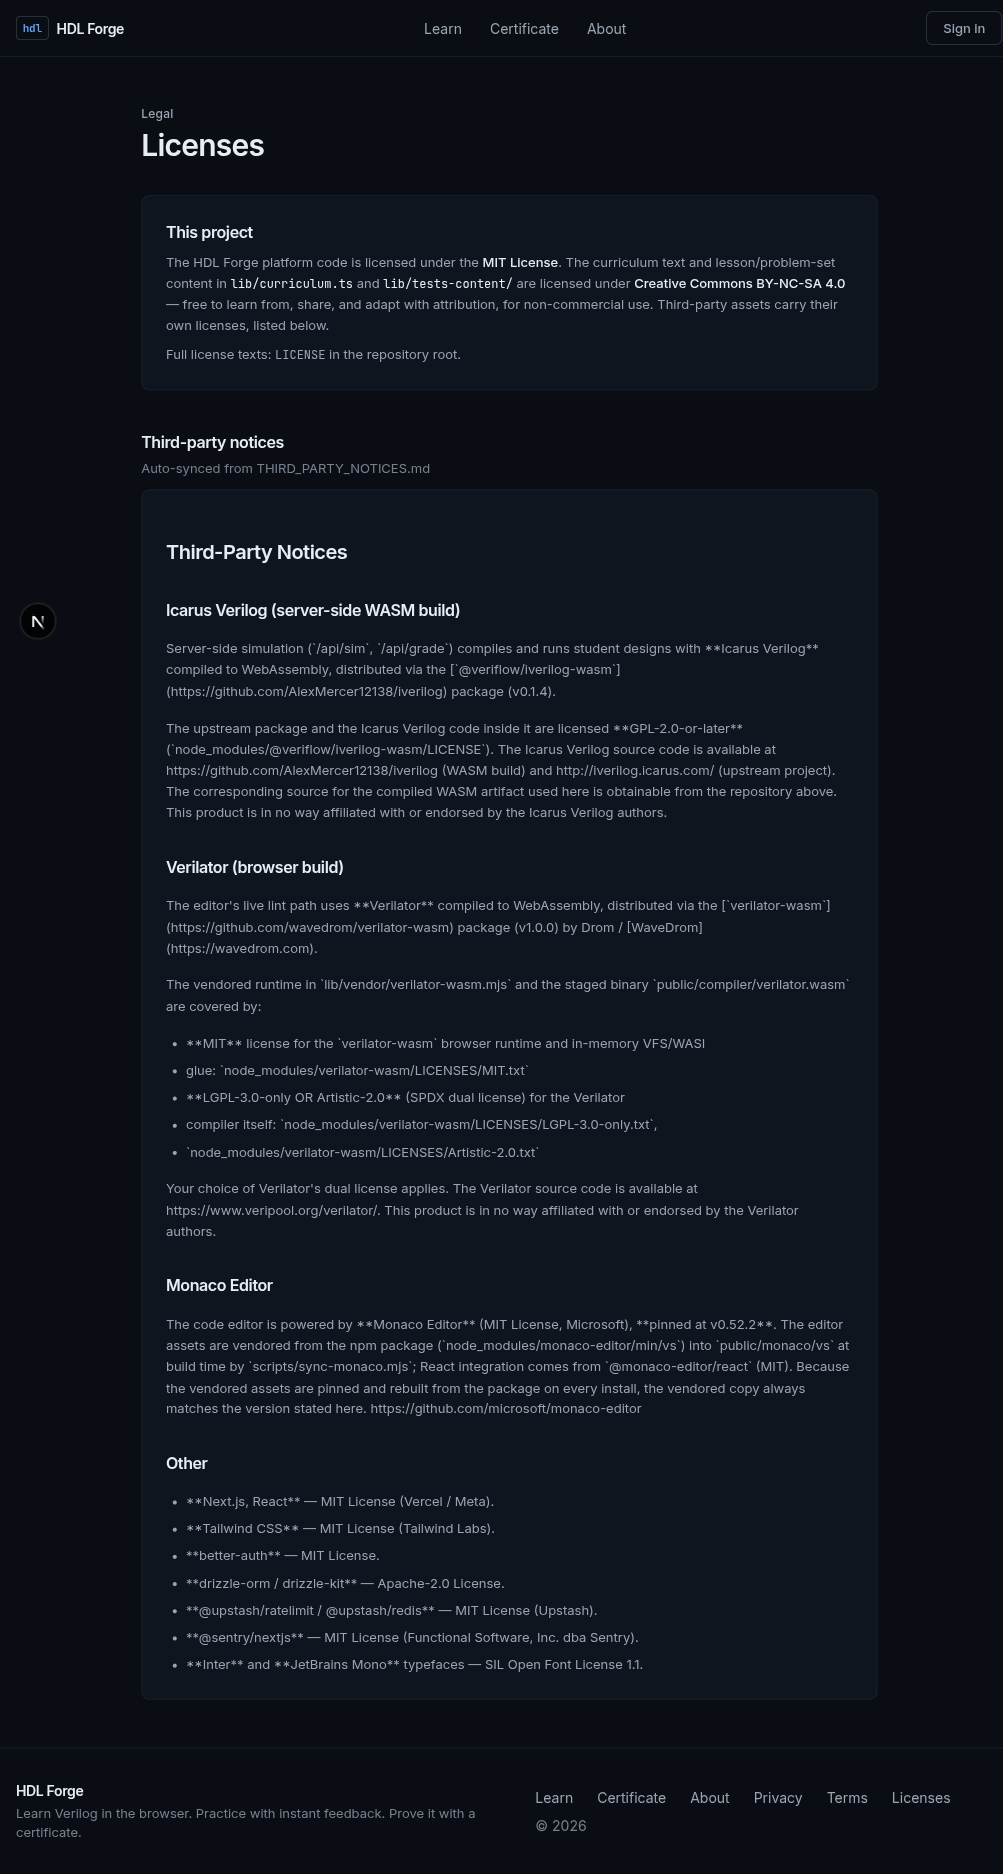 hdl HDL Forge Learn Certificate About Sign in
Legal
Licenses
This project
The HDL Forge platform code is licensed under the MIT License. The curriculum text and lesson/problem-set
content in lib/curriculum.ts and lib/tests-content/ are licensed under Creative Commons BY-NC-SA 4.0
— free to learn from, share, and adapt with attribution, for non-commercial use. Third-party assets carry their
own licenses, listed below.
Full license texts: LICENSE in the repository root.
Third-party notices
Auto-synced from THIRD_PARTY_NOTICES.md
Third-Party Notices
Icarus Verilog (server-side WASM build)
N
Server-side simulation (`/api/sim`, `/api/grade`) compiles and runs student designs with **Icarus Verilog**
compiled to WebAssembly, distributed via the [`@veriflow/iverilog-wasm`]
(https://github.com/AlexMercer12138/iverilog) package (v0.1.4).
The upstream package and the Icarus Verilog code inside it are licensed **GPL-2.0-or-later**
(`node_modules/@veriflow/iverilog-wasm/LICENSE`). The Icarus Verilog source code is available at
https://github.com/AlexMercer12138/iverilog (WASM build) and http://iverilog.icarus.com/ (upstream project).
The corresponding source for the compiled WASM artifact used here is obtainable from the repository above.
This product is in no way affiliated with or endorsed by the Icarus Verilog authors.
Verilator (browser build)
The editor's live lint path uses **Verilator** compiled to WebAssembly, distributed via the [`verilator-wasm`]
(https://github.com/wavedrom/verilator-wasm) package (v1.0.0) by Drom / [WaveDrom]
(https://wavedrom.com).
The vendored runtime in `lib/vendor/verilator-wasm.mjs` and the staged binary `public/compiler/verilator.wasm`
are covered by:
• **MIT** license for the `verilator-wasm` browser runtime and in-memory VFS/WASI
• glue: `node_modules/verilator-wasm/LICENSES/MIT.txt`
• **LGPL-3.0-only OR Artistic-2.0** (SPDX dual license) for the Verilator
• compiler itself: `node_modules/verilator-wasm/LICENSES/LGPL-3.0-only.txt`,
• `node_modules/verilator-wasm/LICENSES/Artistic-2.0.txt`
Your choice of Verilator's dual license applies. The Verilator source code is available at
https://www.veripool.org/verilator/. This product is in no way affiliated with or endorsed by the Verilator
authors.
Monaco Editor
The code editor is powered by **Monaco Editor** (MIT License, Microsoft), **pinned at v0.52.2**. The editor
assets are vendored from the npm package (`node_modules/monaco-editor/min/vs`) into `public/monaco/vs` at
build time by `scripts/sync-monaco.mjs`; React integration comes from `@monaco-editor/react` (MIT). Because
the vendored assets are pinned and rebuilt from the package on every install, the vendored copy always
matches the version stated here. https://github.com/microsoft/monaco-editor
Other
• **Next.js, React** — MIT License (Vercel / Meta).
• **Tailwind CSS** — MIT License (Tailwind Labs).
• **better-auth** — MIT License.
• **drizzle-orm / drizzle-kit** — Apache-2.0 License.
• **@upstash/ratelimit / @upstash/redis** — MIT License (Upstash).
• **@sentry/nextjs** — MIT License (Functional Software, Inc. dba Sentry).
• **Inter** and **JetBrains Mono** typefaces — SIL Open Font License 1.1.
HDL Forge
Learn Verilog in the browser. Practice with instant feedback. Prove it with a
certificate.
Learn Certificate About Privacy Terms Licenses
© 2026